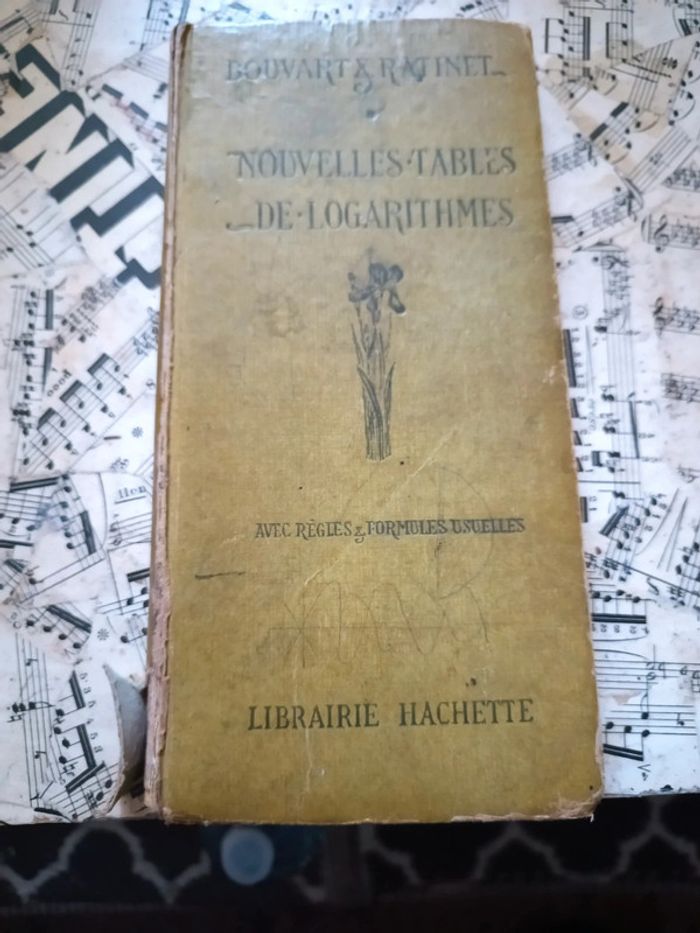 BOUVART & RATINET
NOUVELLES·TABLES
DE·LOGARITHMES
AVEC RÈGLES & FORMULES USUELLES
LIBRAIRIE HACHETTE